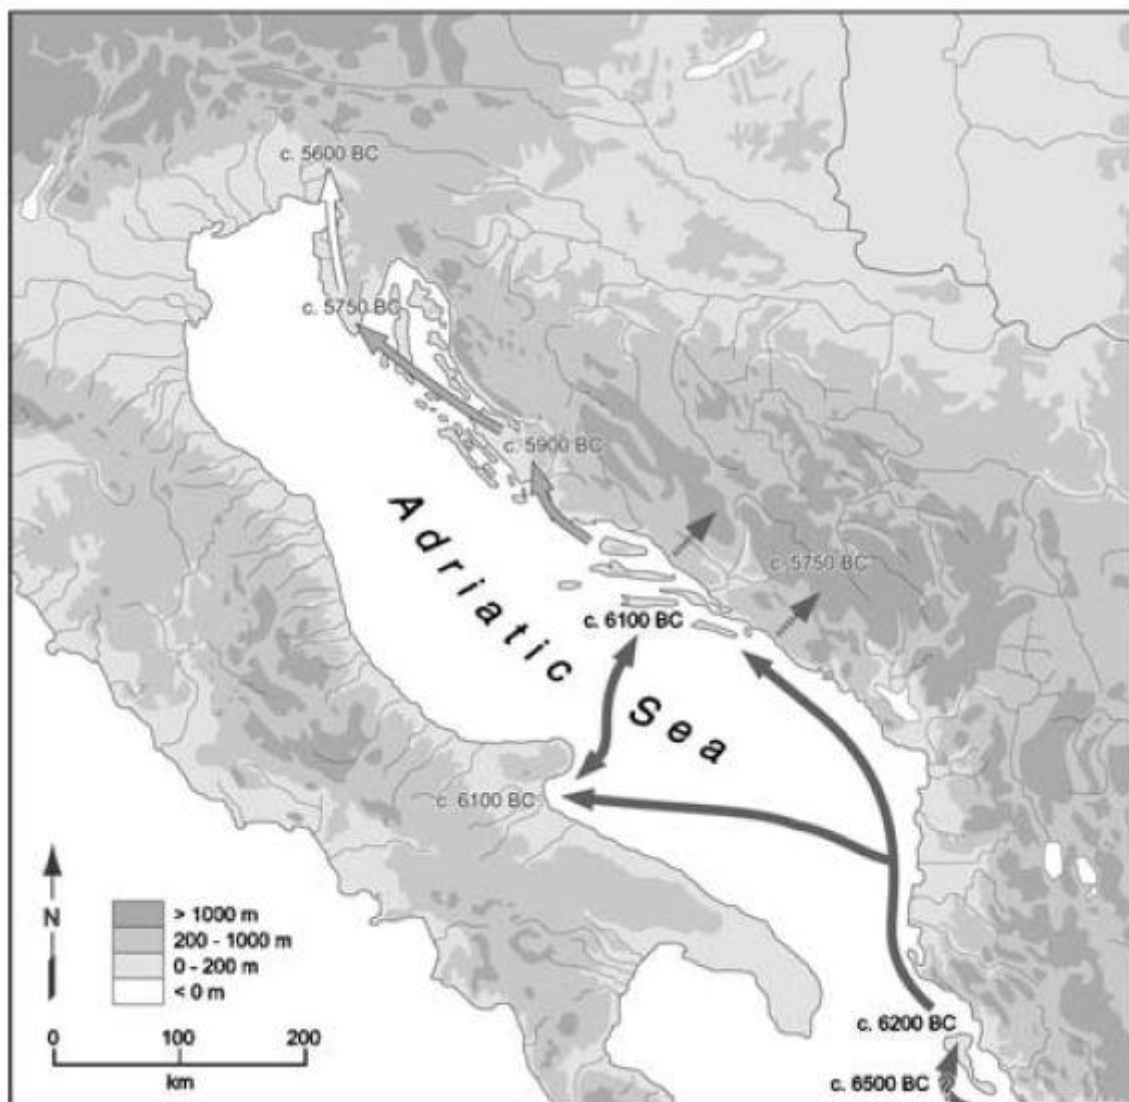 c. 5600 BC
c. 5750 BC
c. 5900 BC
Adriatic Sea
c. 5750 BC
c. 6100 BC
c. 6100 BC
N
> 1000 m
200 - 1000 m
0 - 200 m
< 0 m
0 100 200
km
c. 6200 BC
c. 6500 BC